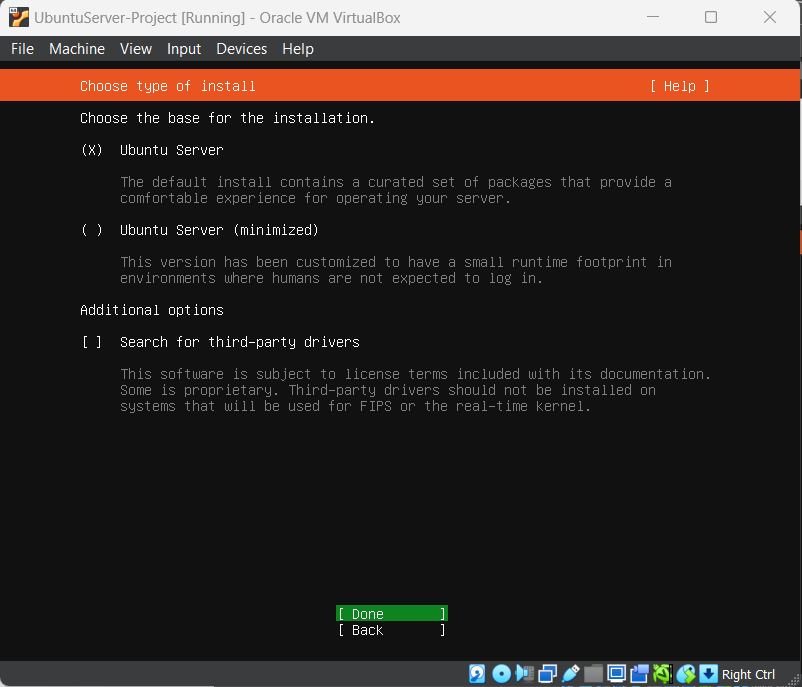 UbuntuServer-Project [Running] - Oracle VM VirtualBox
File Machine View Input Devices Help
Choose type of install [ Help ]
Choose the base for the installation.
(X) Ubuntu Server
The default install contains a curated set of packages that provide a
comfortable experience for operating your server.
( ) Ubuntu Server (minimized)
This version has been customized to have a small runtime footprint in
environments where humans are not expected to log in.
Additional options
[ ] Search for third-party drivers
This software is subject to license terms included with its documentation.
Some is proprietary. Third-party drivers should not be installed on
systems that will be used for FIPS or the real-time kernel.
[ Done ]
[ Back ]
Right Ctrl